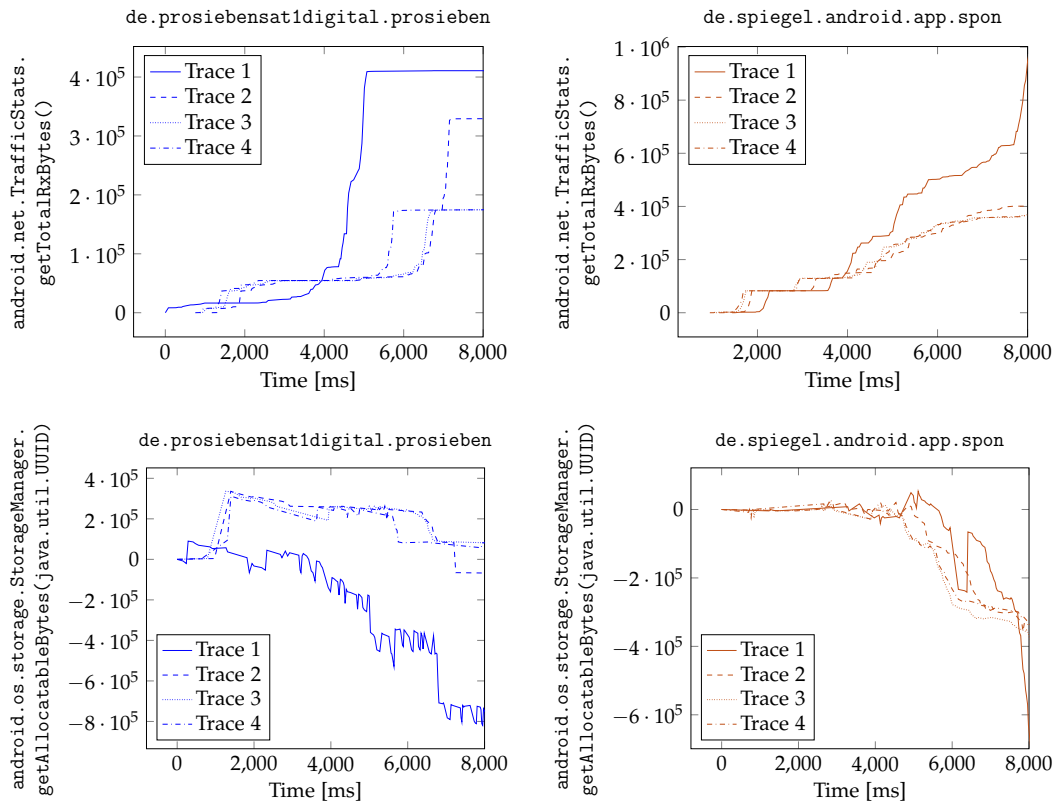 de.prosiebensat1digital.prosieben
android.net.TrafficStats.
getTotalRxBytes()
4 · 10^5
3 · 10^5
2 · 10^5
1 · 10^5
0
Trace 1
Trace 2
Trace 3
Trace 4
0 2,000 4,000 6,000 8,000
Time [ms]
de.spiegel.android.app.spon
android.net.TrafficStats.
getTotalRxBytes()
1 · 10^6
8 · 10^5
6 · 10^5
4 · 10^5
2 · 10^5
0
Trace 1
Trace 2
Trace 3
Trace 4
2,000 4,000 6,000 8,000
Time [ms]
de.prosiebensat1digital.prosieben
android.os.storage.StorageManager.
getAllocatableBytes(java.util.UUID)
4 · 10^5
2 · 10^5
0
−2 · 10^5
−4 · 10^5
−6 · 10^5
−8 · 10^5
Trace 1
Trace 2
Trace 3
Trace 4
0 2,000 4,000 6,000 8,000
Time [ms]
de.spiegel.android.app.spon
android.os.storage.StorageManager.
getAllocatableBytes(java.util.UUID)
0
−2 · 10^5
−4 · 10^5
−6 · 10^5
Trace 1
Trace 2
Trace 3
Trace 4
0 2,000 4,000 6,000 8,000
Time [ms]